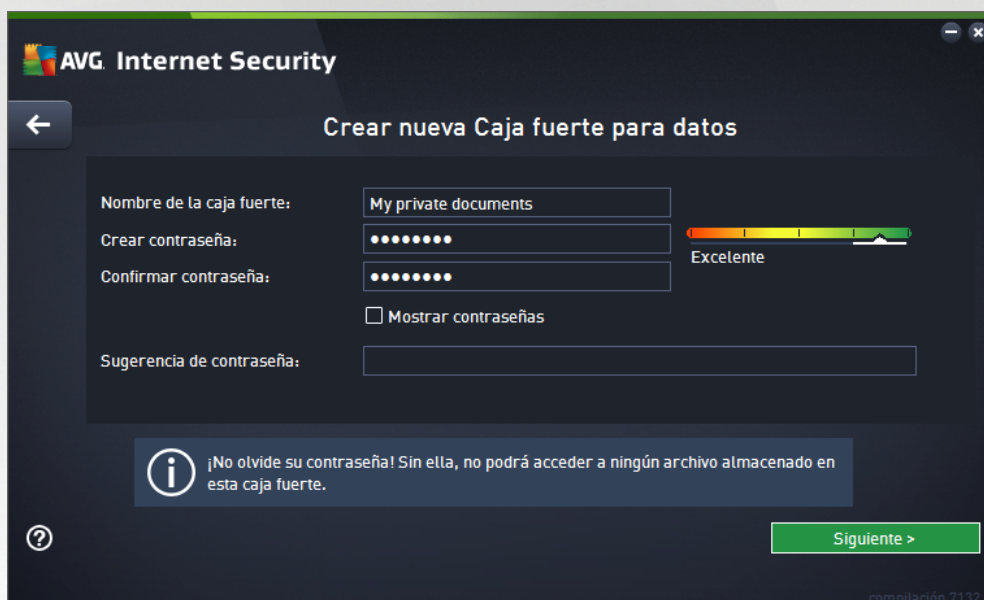 AVG. Internet Security
Crear nueva Caja fuerte para datos
Nombre de la caja fuerte: My private documents
Crear contraseña: ●●●●●●●●
Excelente
Confirmar contraseña: ●●●●●●●●
Mostrar contraseñas
Sugerencia de contraseña:
¡No olvide su contraseña! Sin ella, no podrá acceder a ningún archivo almacenado en
esta caja fuerte.
Siguiente >
compilación 7132